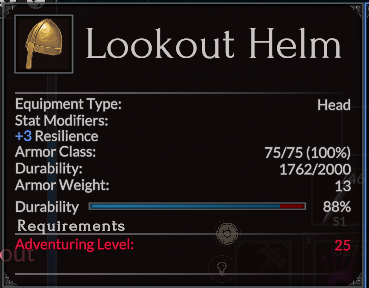 Lookout Helm
Equipment Type: Head
Stat Modifiers:
+3 Resilience
Armor Class: 75/75 (100%)
Durability: 1762/2000
Armor Weight: 13
Durability 88%
Requirements
Adventuring Level: 25
S1